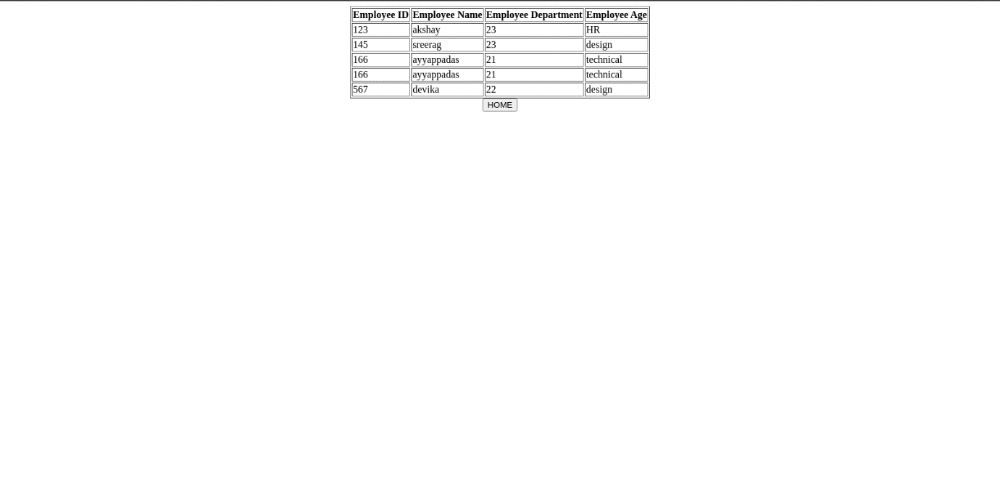 Employee ID Employee Name Employee Department Employee Age
123 akshay 23 HR
145 sreerag 23 design
166 ayyappadas 21 technical
166 ayyappadas 21 technical
567 devika 22 design
HOME